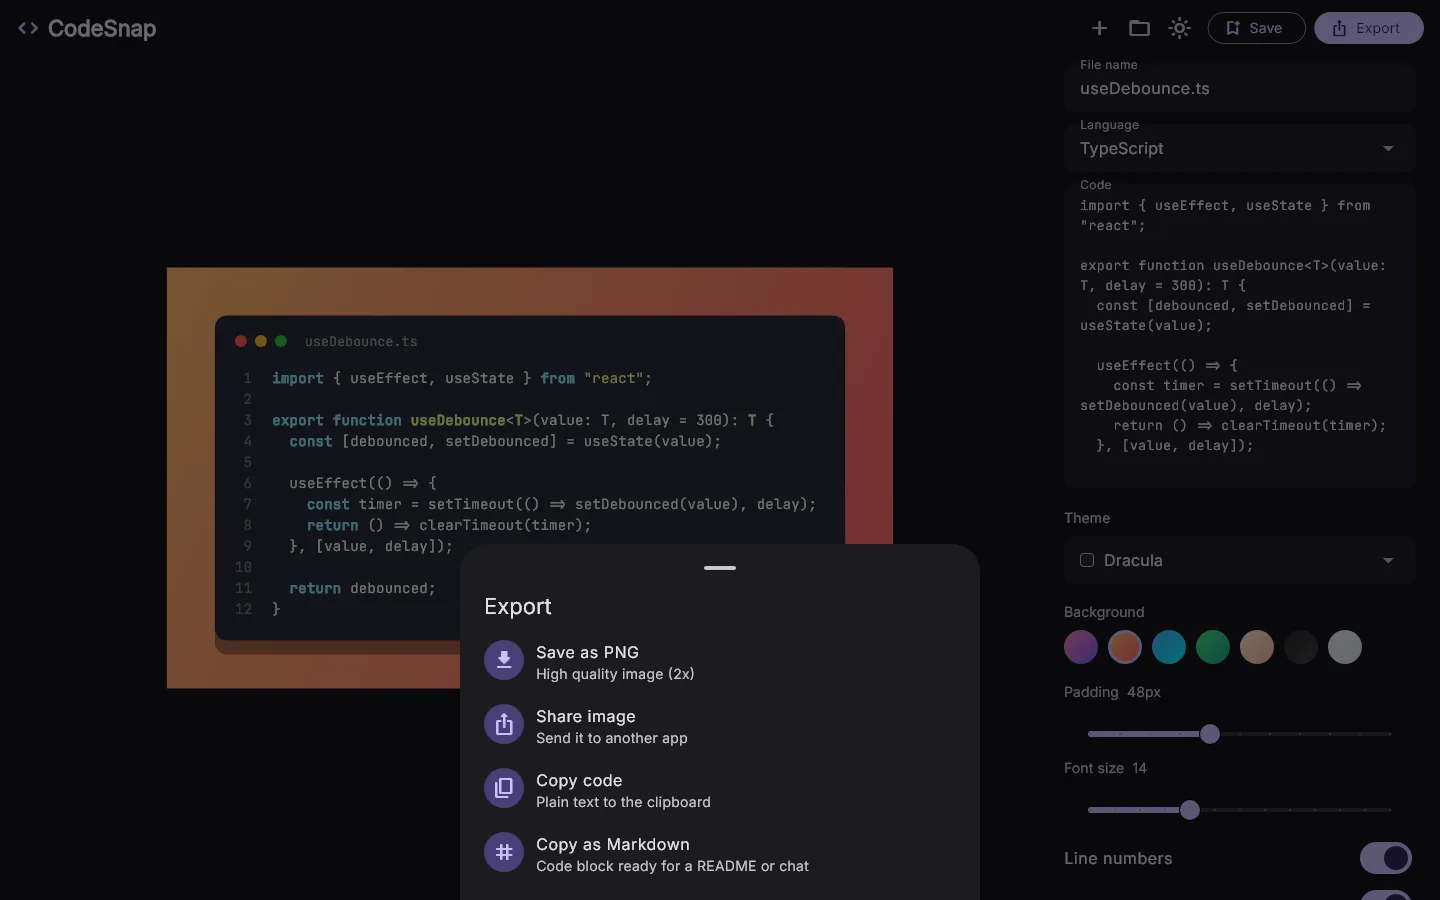 CodeSnap
Save
Export
File name
useDebounce.ts
Language
TypeScript
Code
import { useEffect, useState } from
"react";
export function useDebounce<T>(value:
T, delay = 300): T {
const [debounced, setDebounced] =
useState(value);
useEffect(() => {
const timer = setTimeout(() =>
setDebounced(value), delay);
return () => clearTimeout(timer);
}, [value, delay]);
Theme
Dracula
Background
Padding 48px
Font size 14
Line numbers
useDebounce.ts
1 import { useEffect, useState } from "react";
2
3 export function useDebounce<T>(value: T, delay = 300): T {
4 const [debounced, setDebounced] = useState(value);
5
6 useEffect(() => {
7 const timer = setTimeout(() => setDebounced(value), delay);
8 return () => clearTimeout(timer);
9 }, [value, delay]);
10
11 return debounced;
12 }
Export
Save as PNG
High quality image (2x)
Share image
Send it to another app
Copy code
Plain text to the clipboard
Copy as Markdown
Code block ready for a README or chat